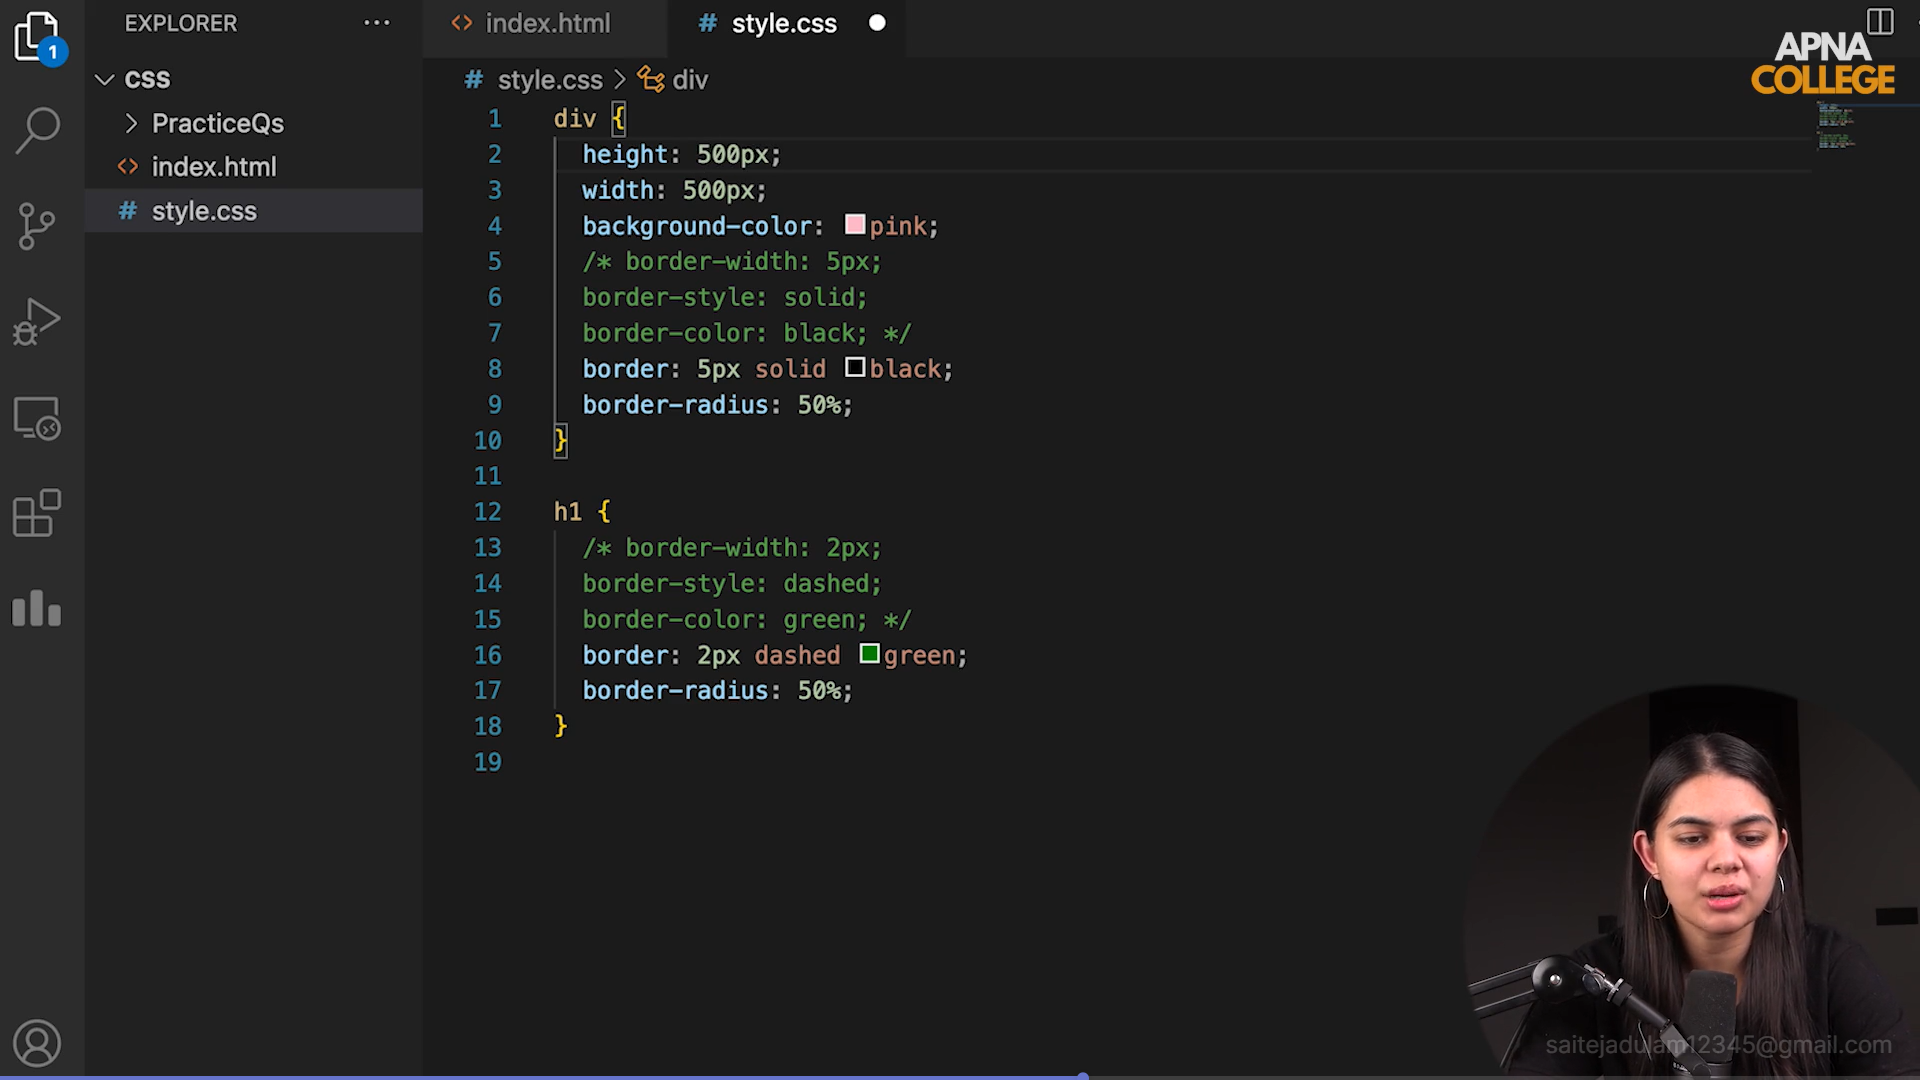 EXPLORER
index.html
style.css
APNA
COLLEGE
1
CSS
PracticeQs
index.html
style.css
style.css > div
1 div {
2 height: 500px;
3 width: 500px;
4 background-color: pink;
5 /* border-width: 5px;
6 border-style: solid;
7 border-color: black; */
8 border: 5px solid black;
9 border-radius: 50%;
10 }
11
12 h1 {
13 /* border-width: 2px;
14 border-style: dashed;
15 border-color: green; */
16 border: 2px dashed green;
17 border-radius: 50%;
18 }
19
saitejadulam12345@gmail.com